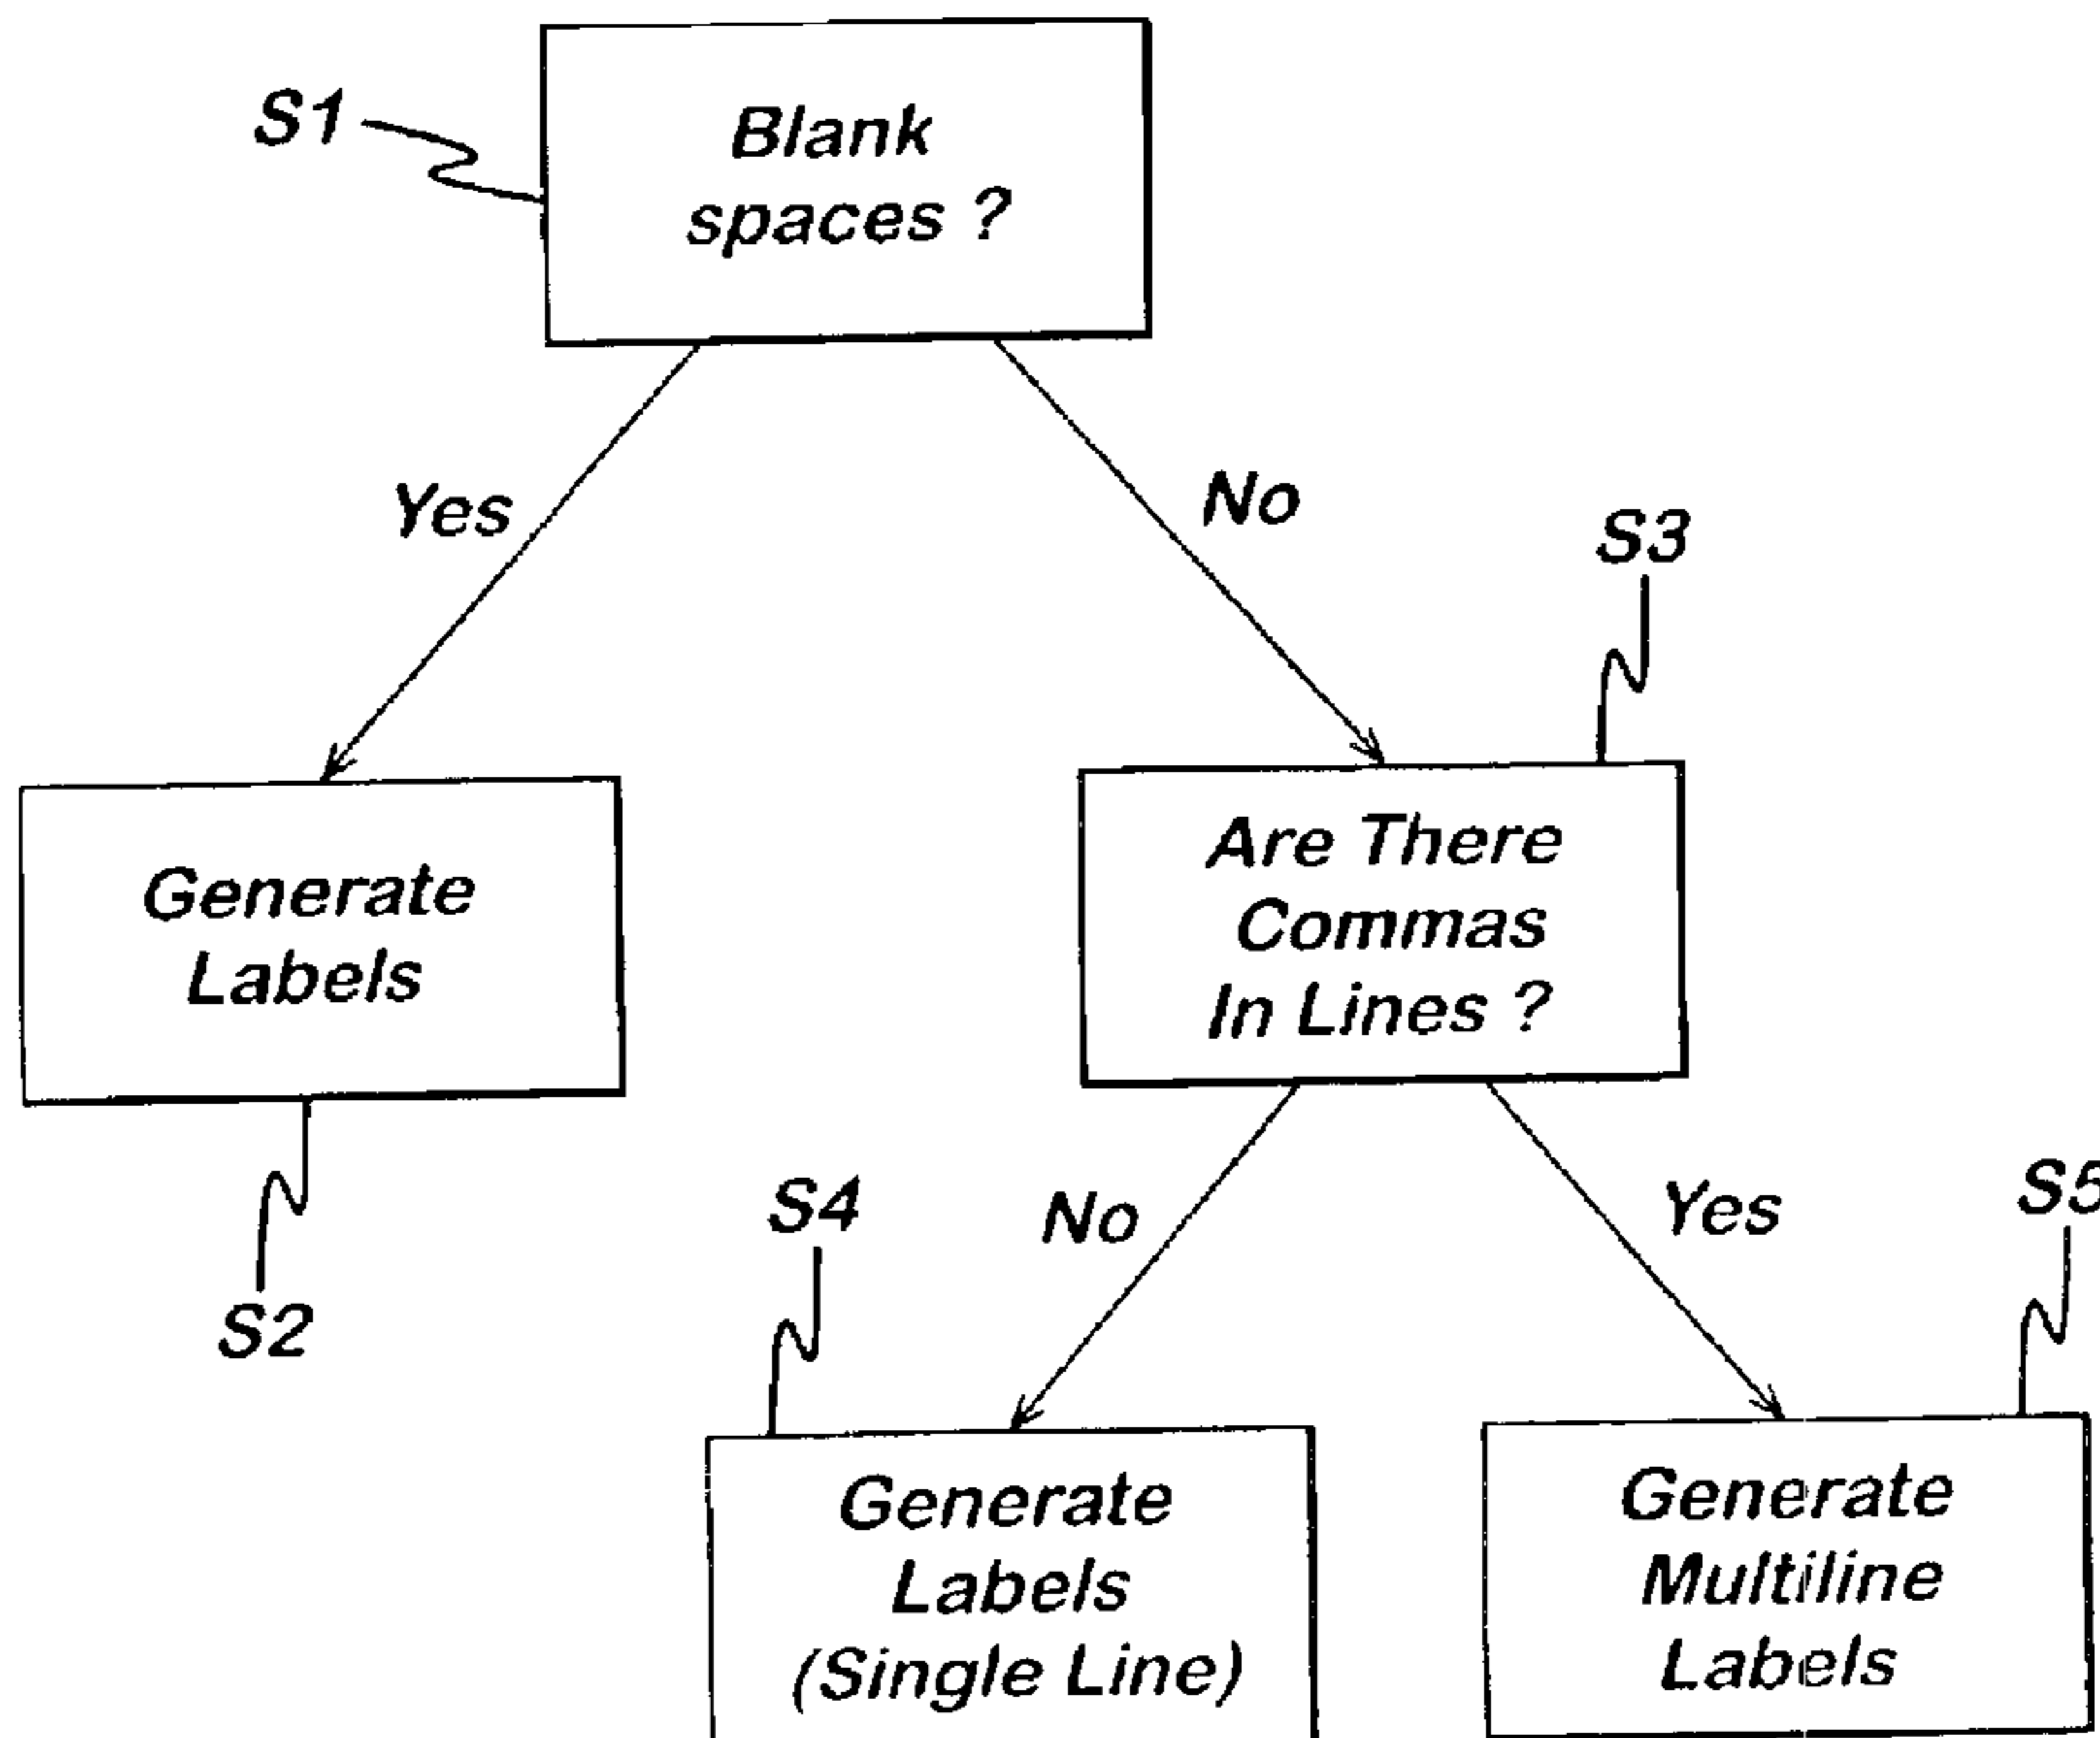 S1
Blank
spaces ?
Yes
No
S3
Generate
Labels
Are There
Commas
In Lines ?
S2
S4
No
Yes
S5
Generate
Labels
(Single Line)
Generate
Multiline
Labels